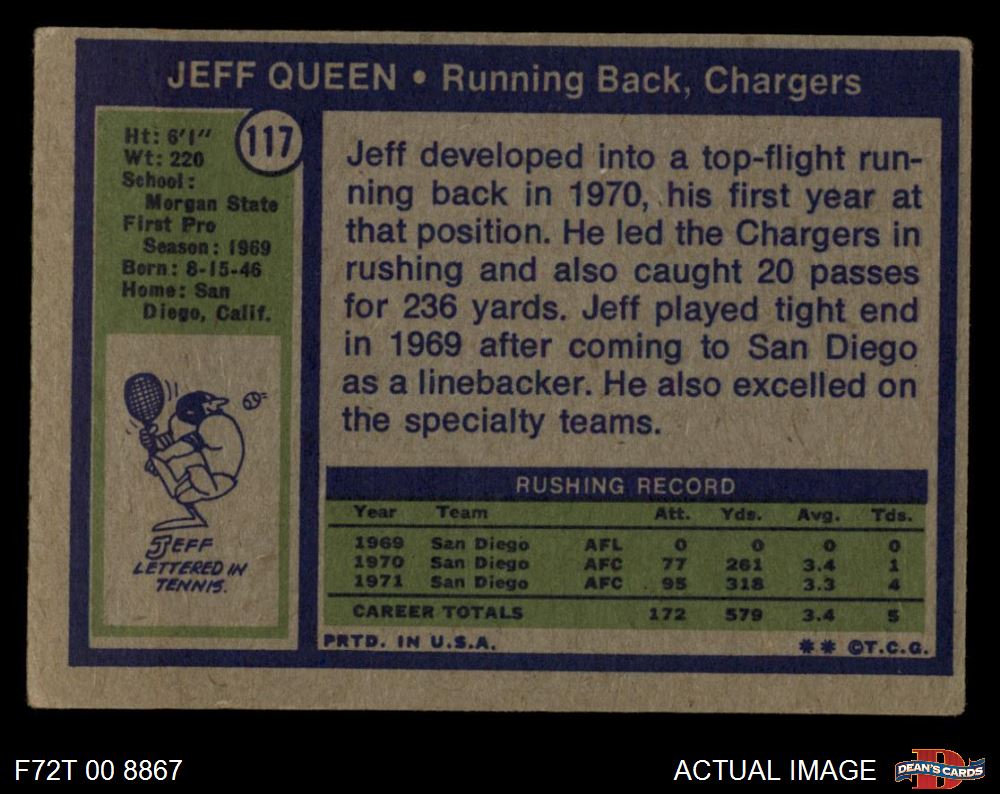 JEFF QUEEN • Running Back, Chargers
117
Ht: 6'1"
Wt: 220
School:
Morgan State
First Pro
Season: 1969
Born: 8-15-46
Home: San
Diego, Calif.
JEFF
LETTERED IN
TENNIS.
Jeff developed into a top-flight run-
ning back in 1970, his first year at
that position. He led the Chargers in
rushing and also caught 20 passes
for 236 yards. Jeff played tight end
in 1969 after coming to San Diego
as a linebacker. He also excelled on
the specialty teams.
RUSHING RECORD
Year Team Att. Yds. Avg. Tds.
1969 San Diego AFL 0 0 0 0
1970 San Diego AFC 77 261 3.4 1
1971 San Diego AFC 95 318 3.3 4
CAREER TOTALS 172 579 3.4 5
PRTD. IN U.S.A. ** ©T.C.G.
F72T 00 8867 ACTUAL IMAGE DEAN'S CARDS